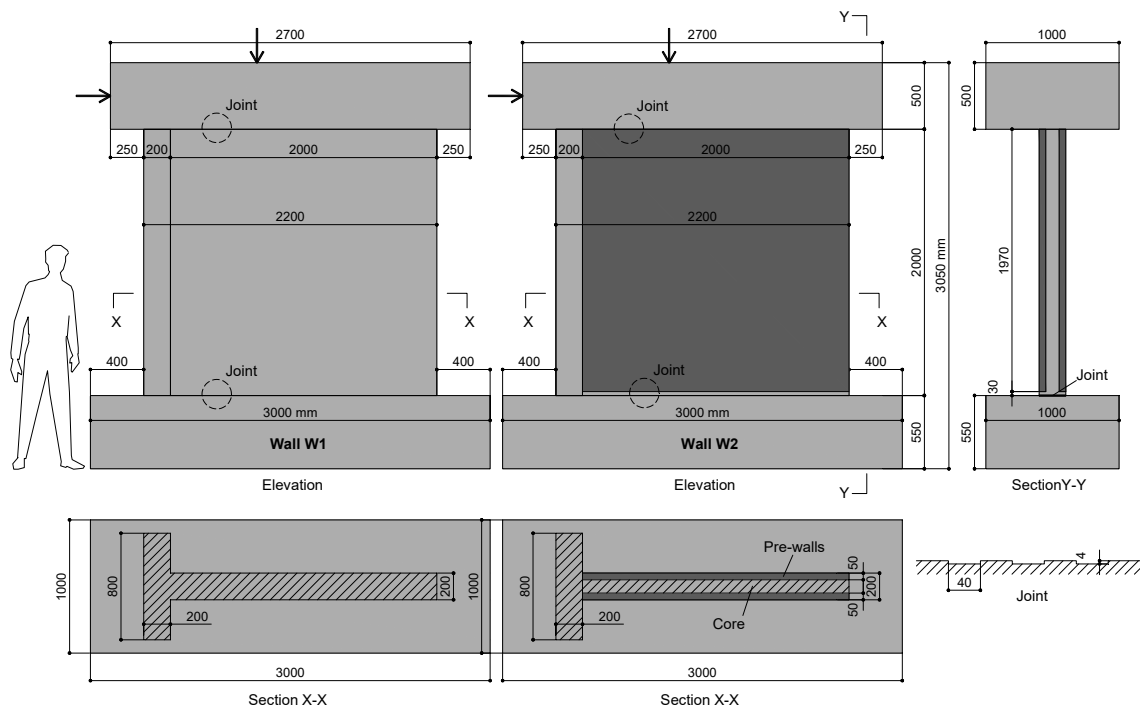 2700
Joint
250
200
2000
250
2200
X
X
400
400
Joint
3000 mm
Wall W1
Elevation
Y
2700
Joint
250
200
2000
250
2200
X
X
400
400
Joint
3000 mm
Wall W2
Y
Elevation
500
2000
3050 mm
550
1000
500
1970
30
Joint
1000
550
SectionY-Y
1000
800
200
200
3000
Section X-X
1000
800
200
Pre-walls
Core
50
200
50
3000
Section X-X
4
40
Joint